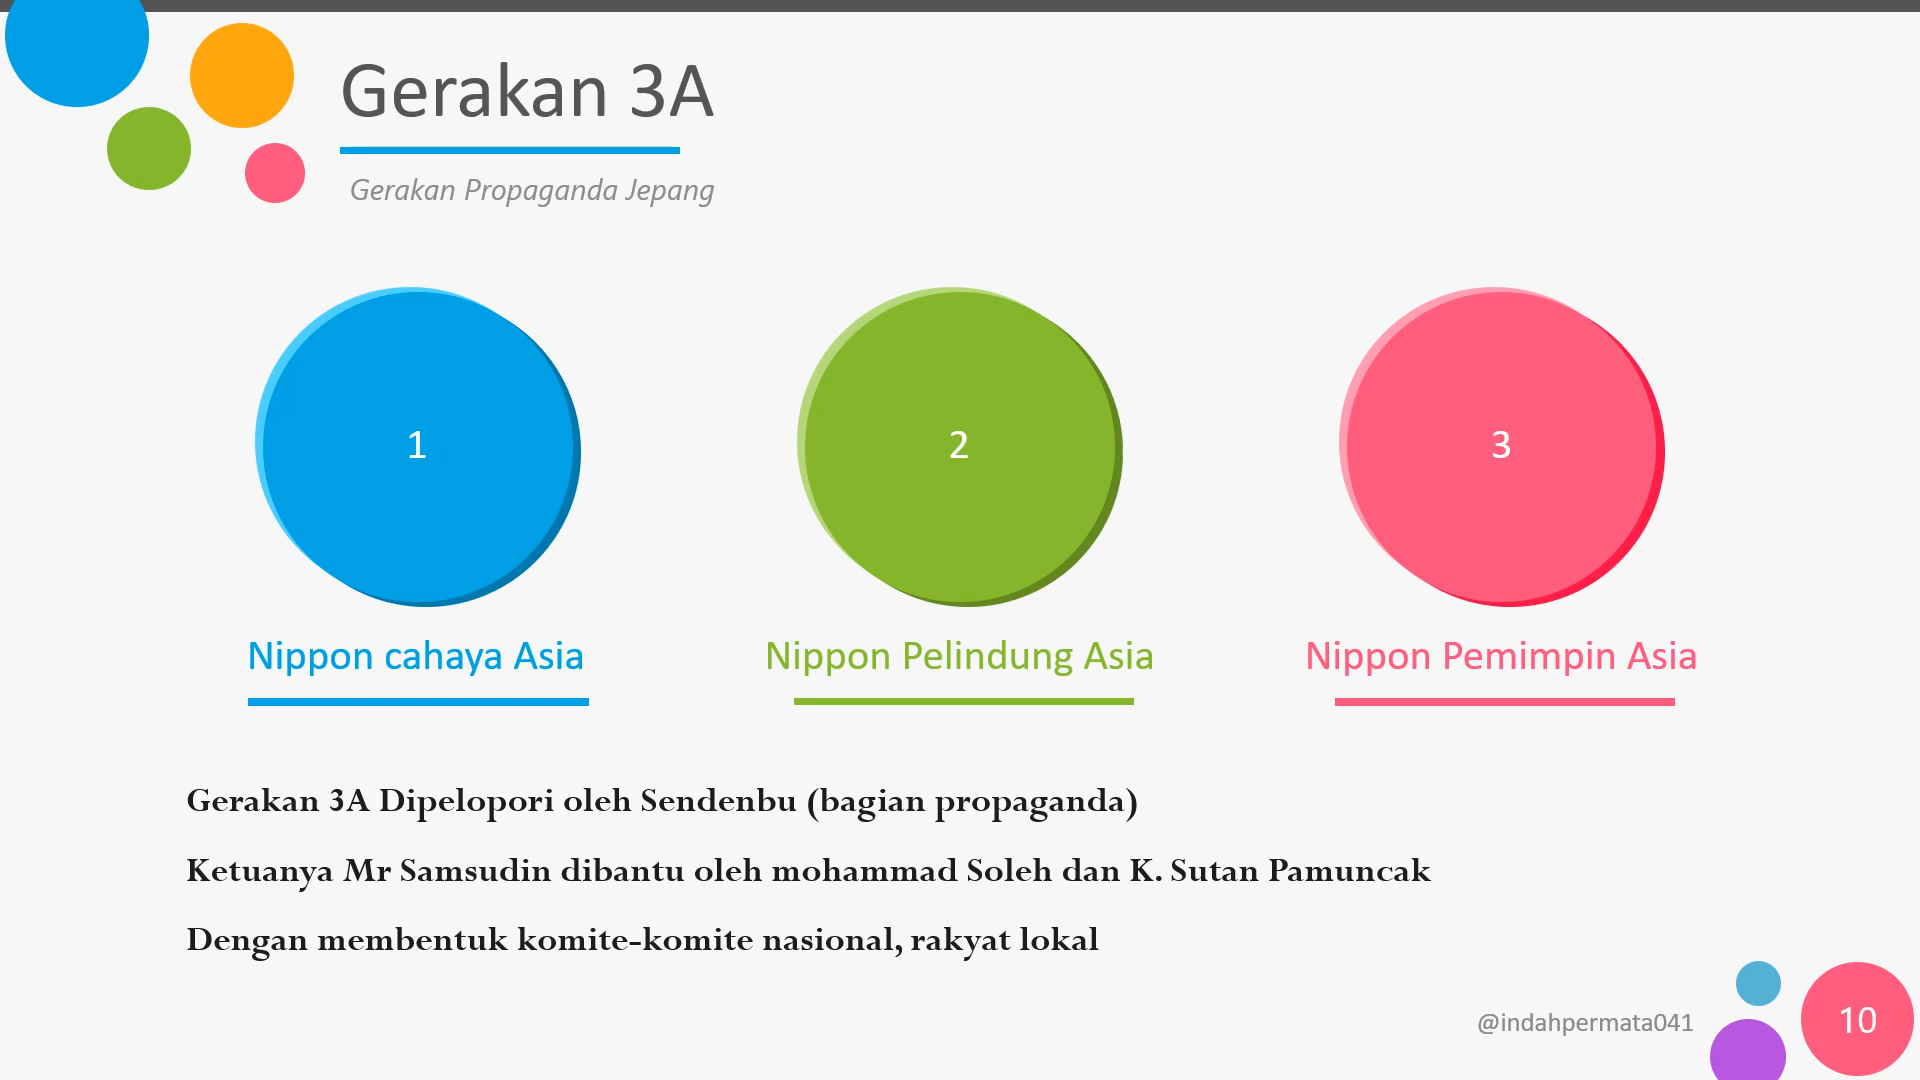 Gerakan 3A
Gerakan Propaganda Jepang
1
2
3
Nippon cahaya Asia
Nippon Pelindung Asia
Nippon Pemimpin Asia
Gerakan 3A Dipelopori oleh Sendenbu (bagian propaganda)
Ketuanya Mr Samsudin dibantu oleh mohammad Soleh dan K. Sutan Pamuncak
Dengan membentuk komite-komite nasional, rakyat lokal
@indahpermata041
10